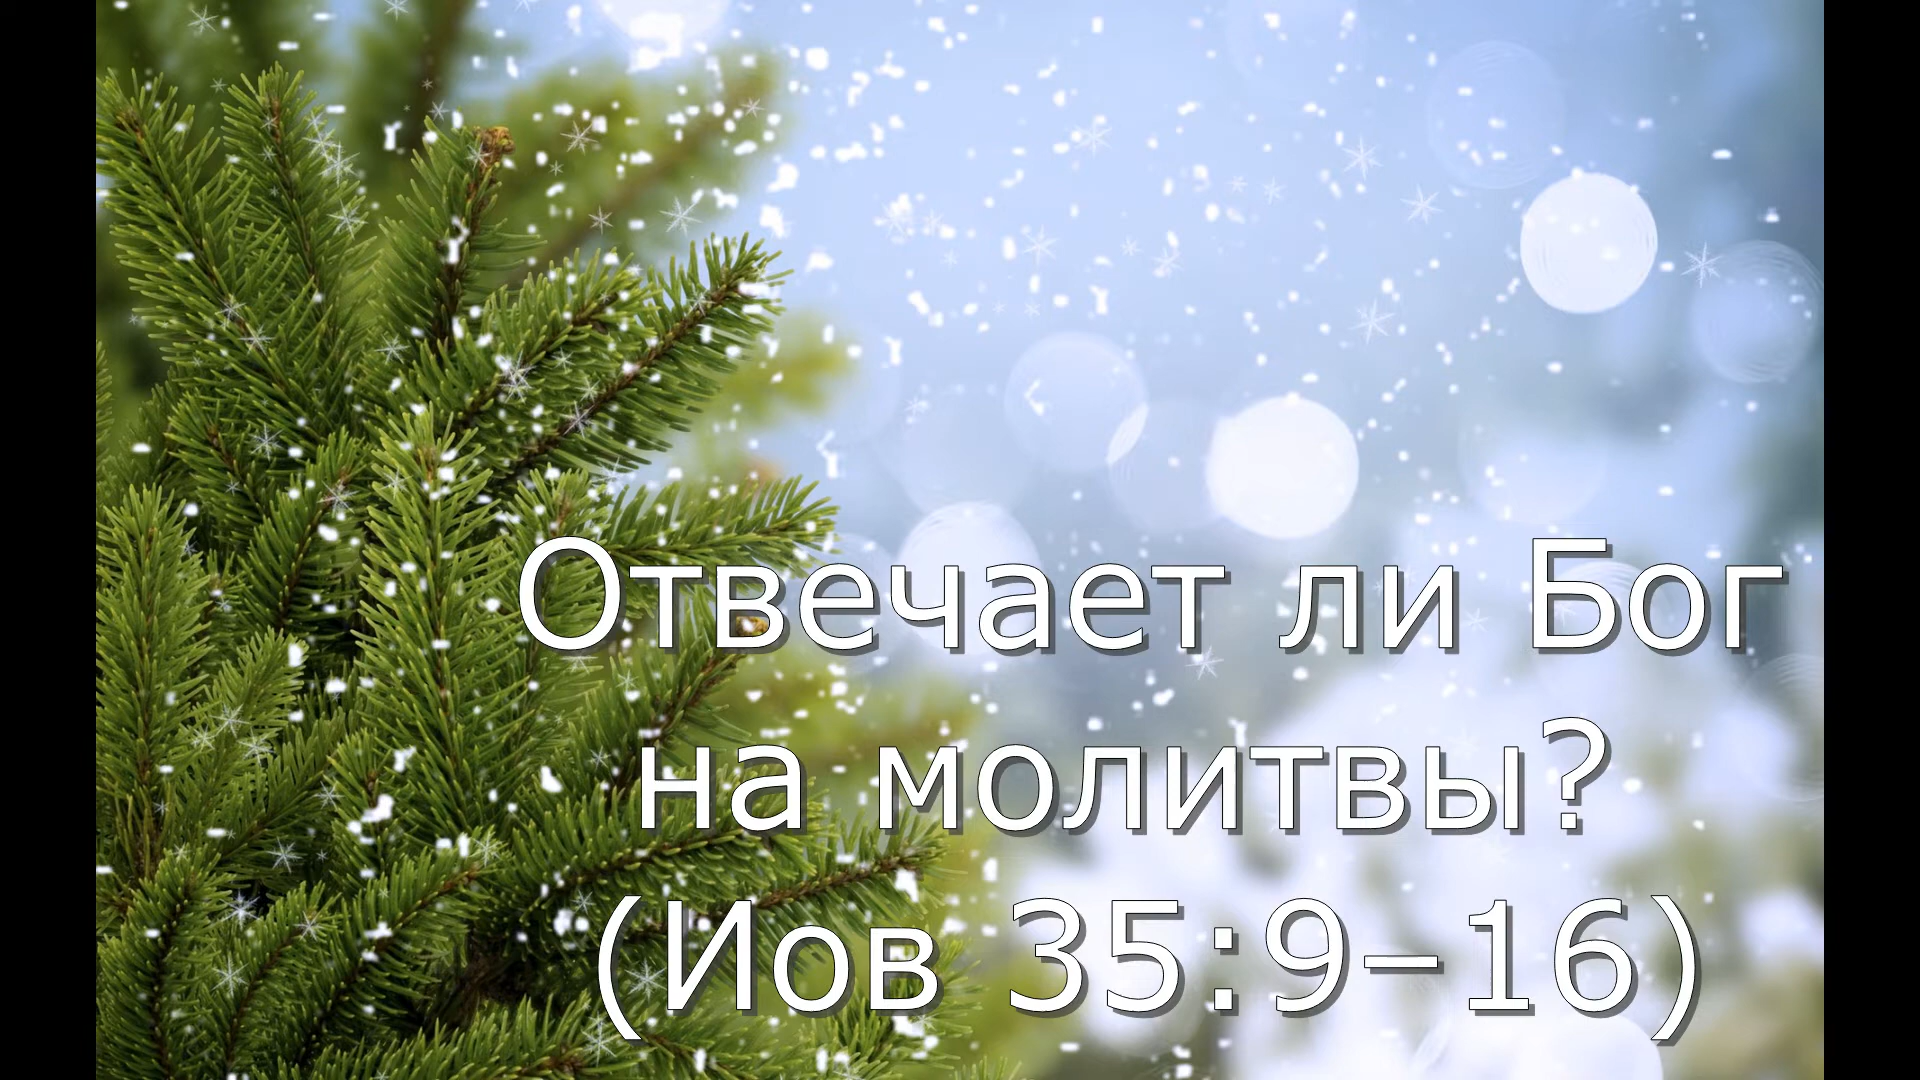 Отвечает ли Бог
на молитвы?
(Иов 35:9–16)